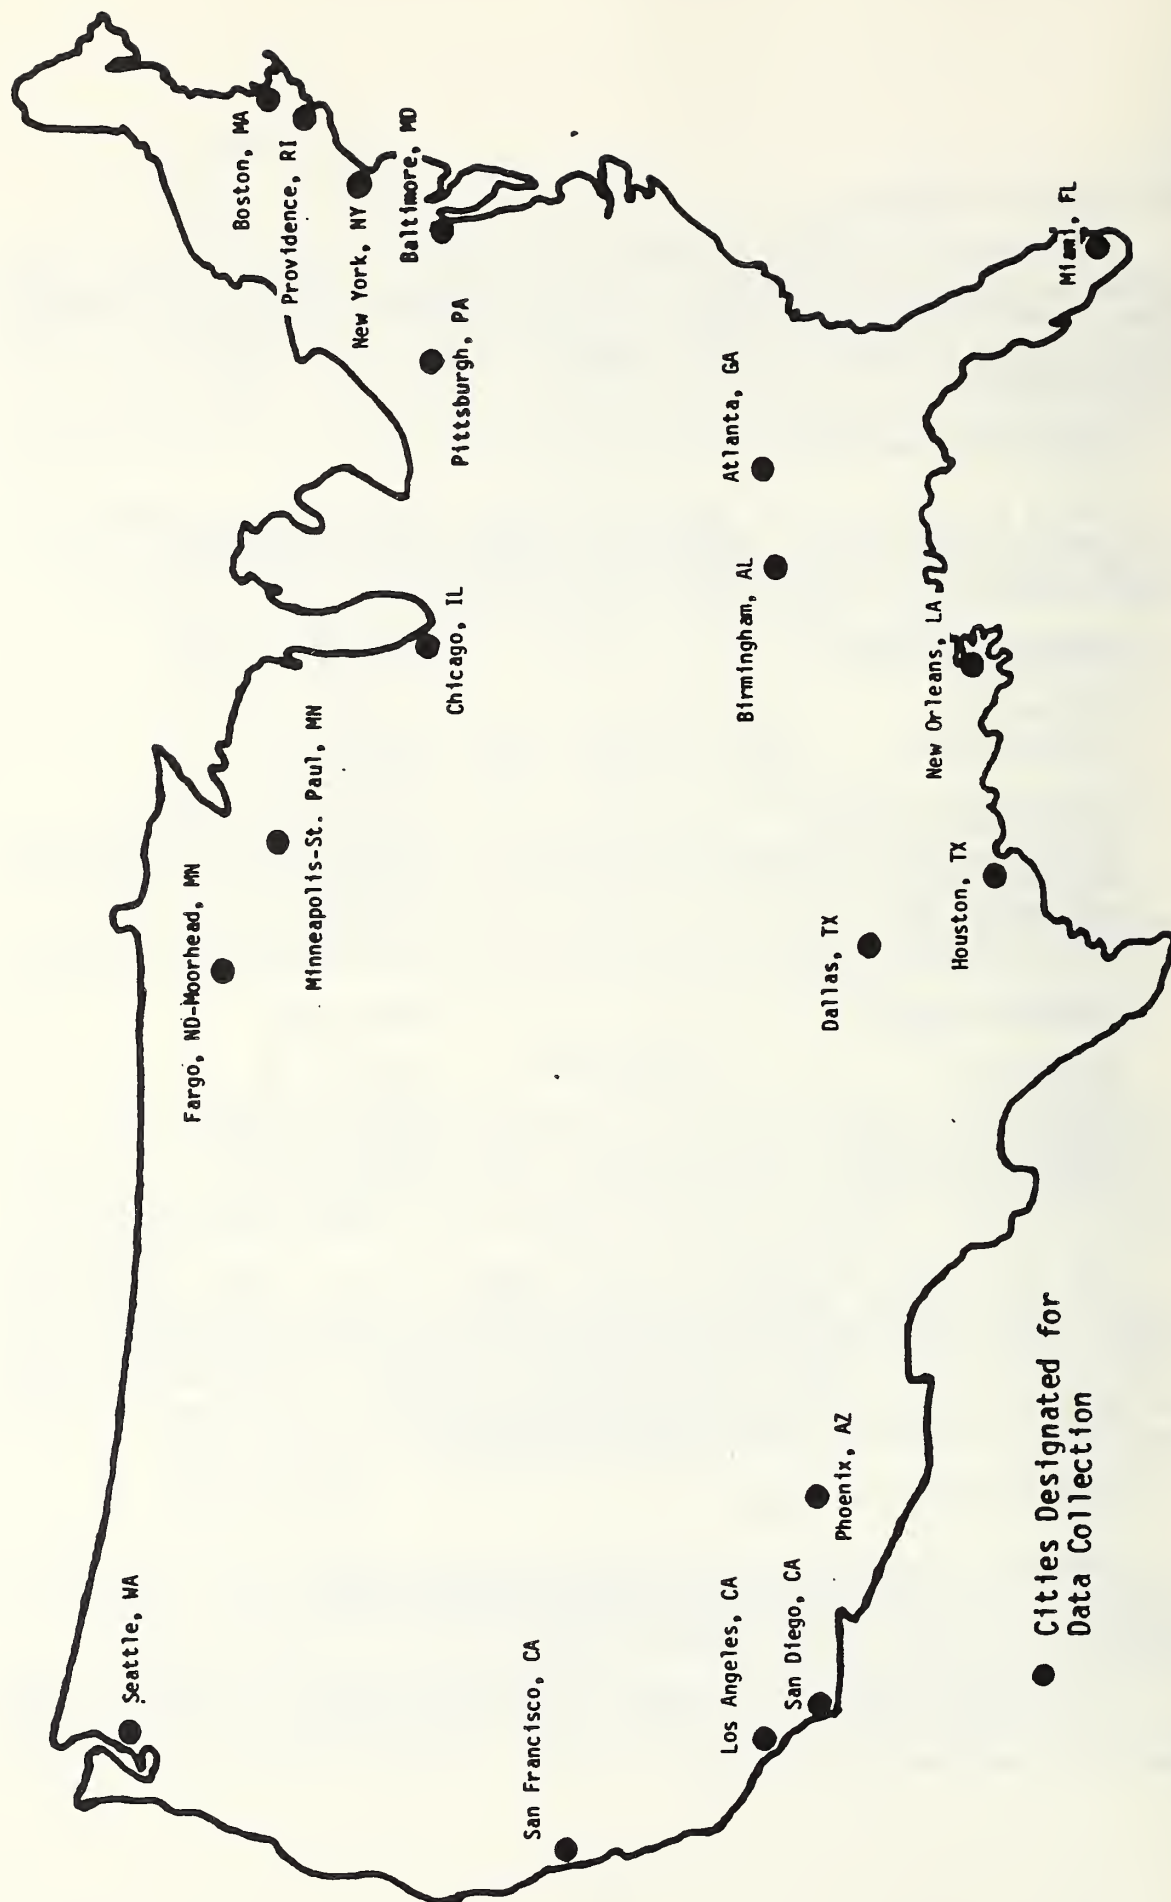 Seattle, WA
Fargo, ND-Moorhead, MN
Minneapolis-St. Paul, MN
Boston, MA
Providence, RI
New York, NY
Baltimore, MD
Chicago, IL
Pittsburgh, PA
San Francisco, CA
Los Angeles, CA
San Diego, CA
Phoenix, AZ
Birmingham, AL
Atlanta, GA
Dallas, TX
New Orleans, LA
Houston, TX
Miami, FL
Cities Designated for
Data Collection